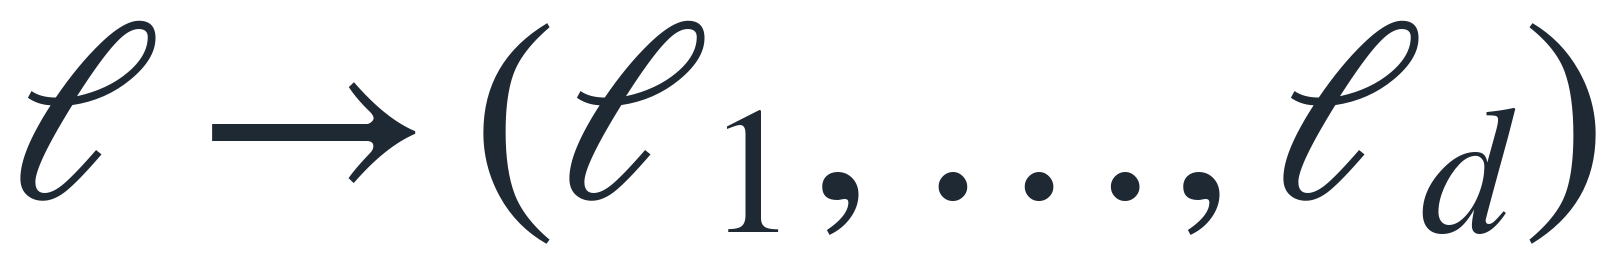 ℓ → (ℓ₁, …, ℓ_d)